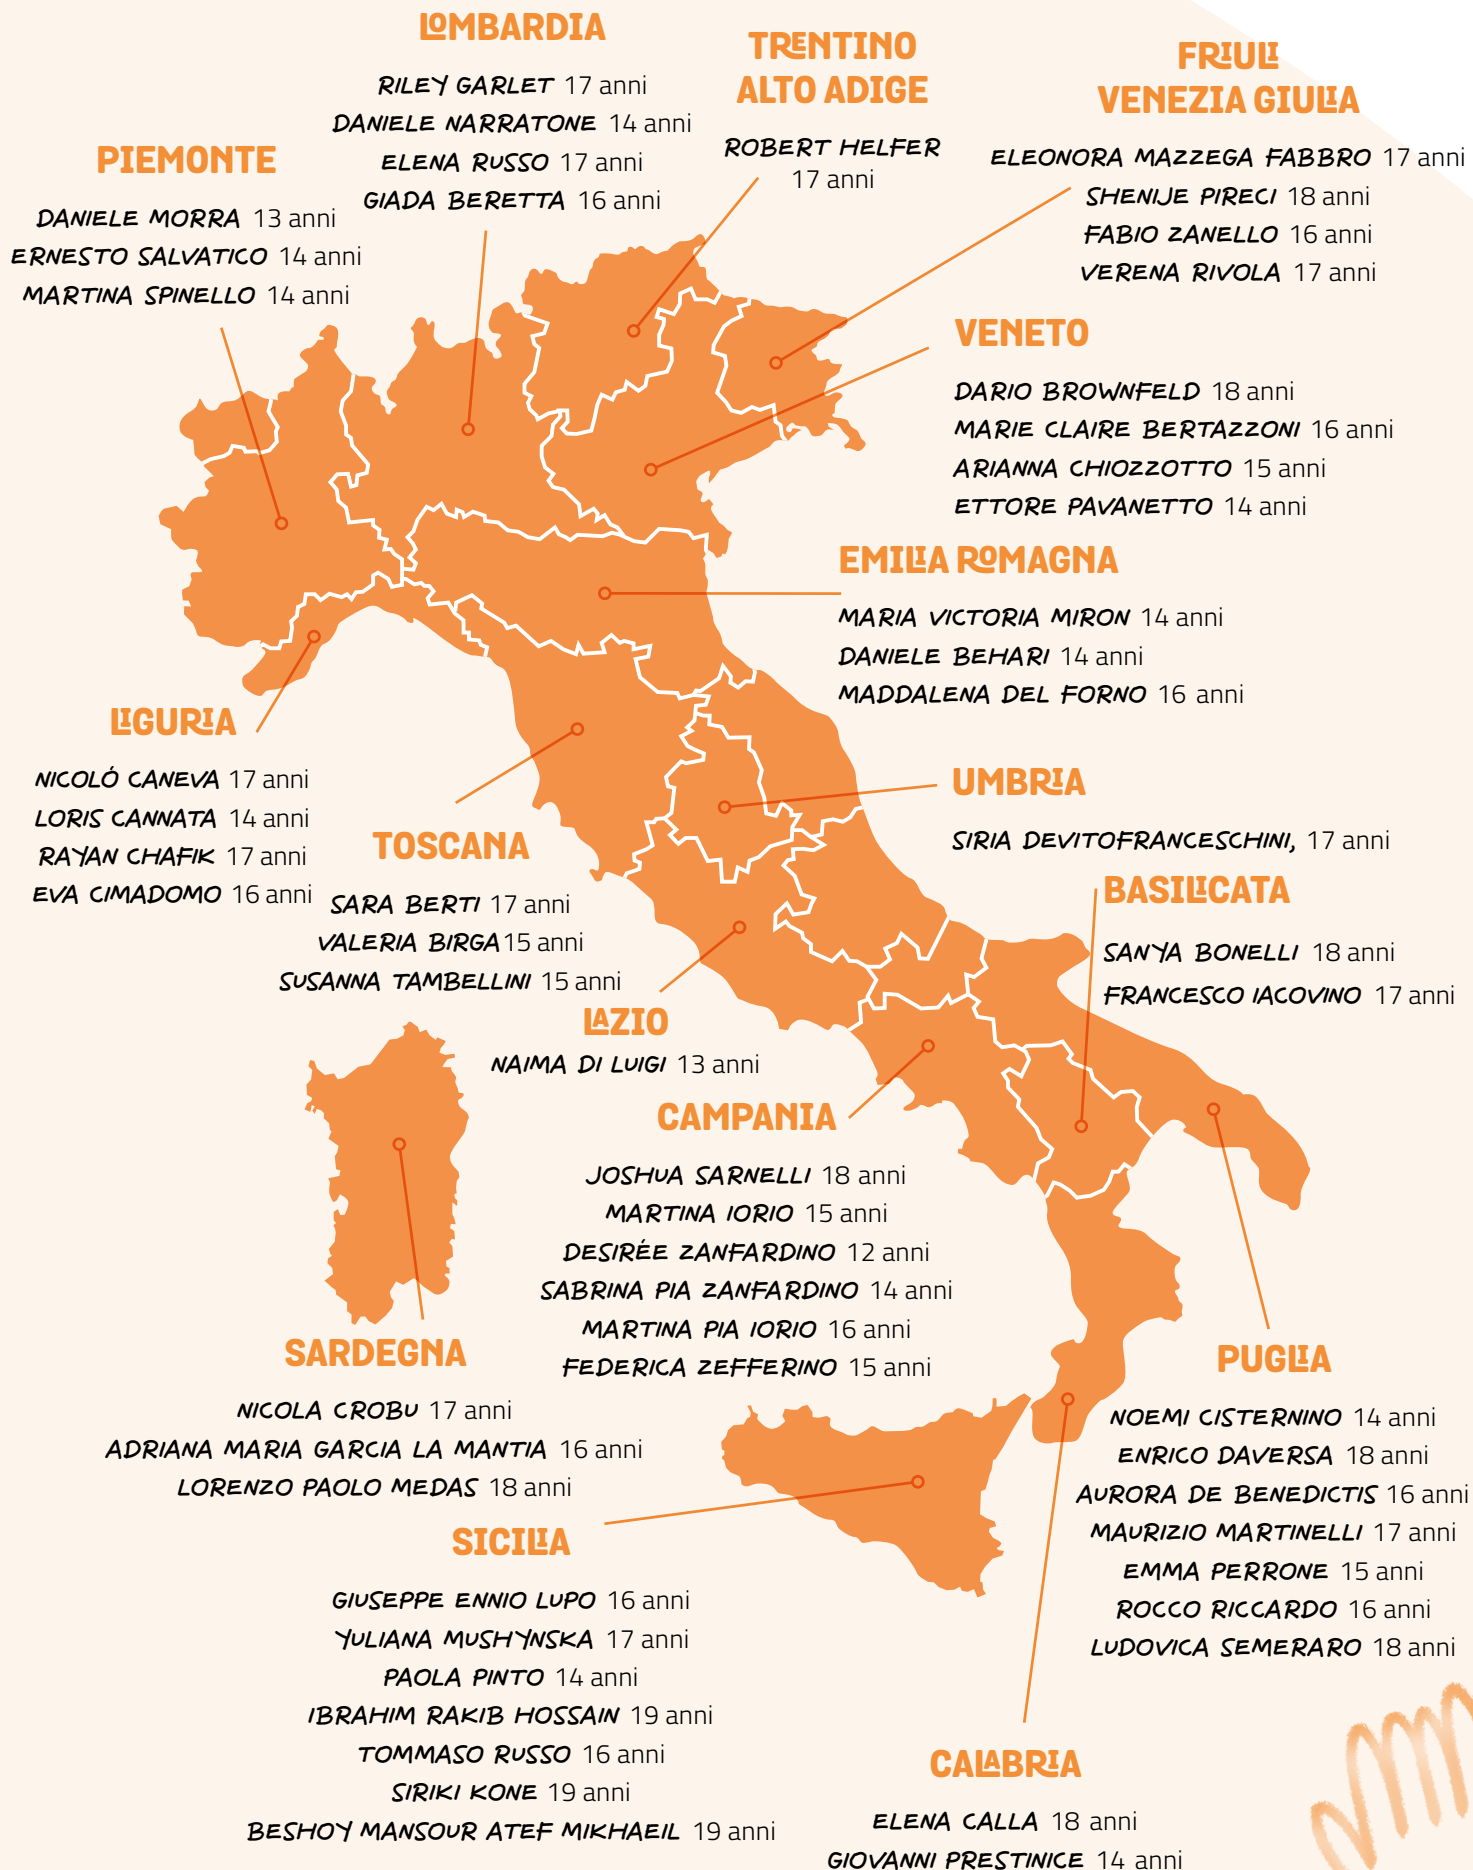 LOMBARDIA
RILEY GARLET 17 anni
DANIELE NARRATONE 14 anni
ELENA RUSSO 17 anni
GIADA BERETTA 16 anni
TRENTINO
ALTO ADIGE
ROBERT HELFER
17 anni
FRIULI
VENEZIA GIULIA
ELEONORA MAZZEGA FABBRO 17 anni
SHENIJE PIRECI 18 anni
FABIO ZANELLO 16 anni
VERENA RIVOLA 17 anni
PIEMONTE
DANIELE MORRA 13 anni
ERNESTO SALVATICO 14 anni
MARTINA SPINELLO 14 anni
VENETO
DARIO BROWNFELD 18 anni
MARIE CLAIRE BERTAZZONI 16 anni
ARIANNA CHIOZZOTTO 15 anni
ETTORE PAVANETTO 14 anni
EMILIA ROMAGNA
MARIA VICTORIA MIRON 14 anni
DANIELE BEHARI 14 anni
MADDALENA DEL FORNO 16 anni
LIGURIA
NICOLÓ CANEVA 17 anni
LORIS CANNATA 14 anni
RAYAN CHAFIK 17 anni
EVA CIMADOMO 16 anni
TOSCANA
SARA BERTI 17 anni
VALERIA BIRGA 15 anni
SUSANNA TAMBELLINI 15 anni
UMBRIA
SIRIA DEVITOFRANCESCHINI, 17 anni
BASILICATA
SANYA BONELLI 18 anni
FRANCESCO IACOVINO 17 anni
LAZIO
NAIMA DI LUIGI 13 anni
CAMPANIA
JOSHUA SARNELLI 18 anni
MARTINA IORIO 15 anni
DESIRÉE ZANFARDINO 12 anni
SABRINA PIA ZANFARDINO 14 anni
MARTINA PIA IORIO 16 anni
FEDERICA ZEFFERINO 15 anni
SARDEGNA
NICOLA CROBU 17 anni
ADRIANA MARIA GARCIA LA MANTIA 16 anni
LORENZO PAOLO MEDAS 18 anni
PUGLIA
NOEMI CISTERNINO 14 anni
ENRICO DAVERSA 18 anni
AURORA DE BENEDICTIS 16 anni
MAURIZIO MARTINELLI 17 anni
EMMA PERRONE 15 anni
ROCCO RICCARDO 16 anni
LUDOVICA SEMERARO 18 anni
SICILIA
GIUSEPPE ENNIO LUPO 16 anni
YULIANA MUSHYNSKA 17 anni
PAOLA PINTO 14 anni
IBRAHIM RAKIB HOSSAIN 19 anni
TOMMASO RUSSO 16 anni
SIRIKI KONE 19 anni
BESHOY MANSOUR ATEF MIKHAEIL 19 anni
CALABRIA
ELENA CALLA 18 anni
GIOVANNI PRESTINICE 14 anni